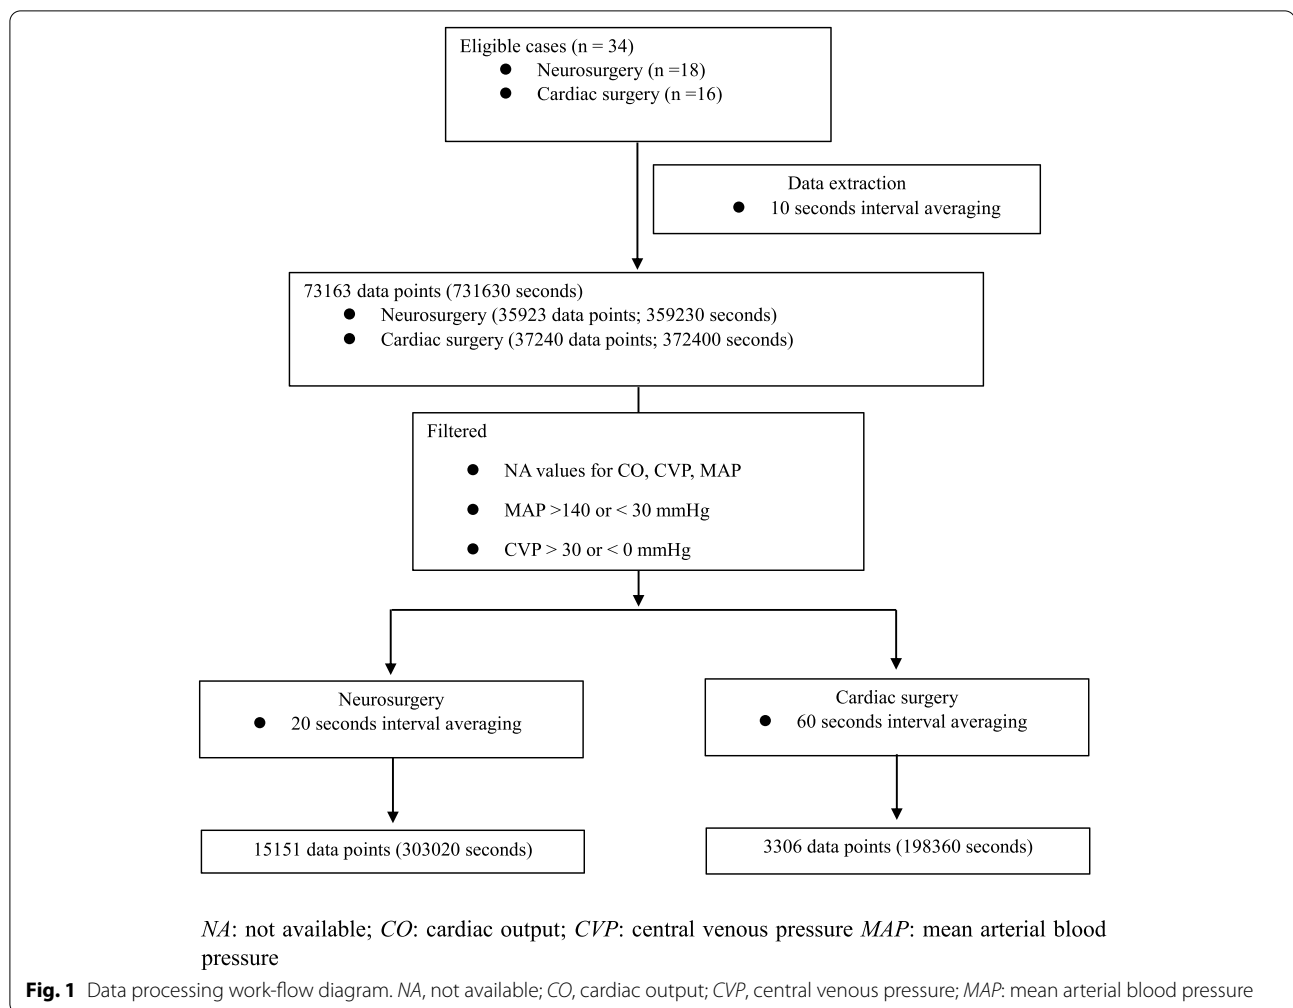 Eligible cases (n = 34)
● Neurosurgery (n =18)
● Cardiac surgery (n =16)
Data extraction
● 10 seconds interval averaging
73163 data points (731630 seconds)
● Neurosurgery (35923 data points; 359230 seconds)
● Cardiac surgery (37240 data points; 372400 seconds)
Filtered
● NA values for CO, CVP, MAP
● MAP >140 or < 30 mmHg
● CVP > 30 or < 0 mmHg
Neurosurgery
● 20 seconds interval averaging
Cardiac surgery
● 60 seconds interval averaging
15151 data points (303020 seconds)
3306 data points (198360 seconds)
NA: not available; CO: cardiac output; CVP: central venous pressure MAP: mean arterial blood
pressure
Fig. 1 Data processing work-flow diagram. NA, not available; CO, cardiac output; CVP, central venous pressure; MAP: mean arterial blood pressure